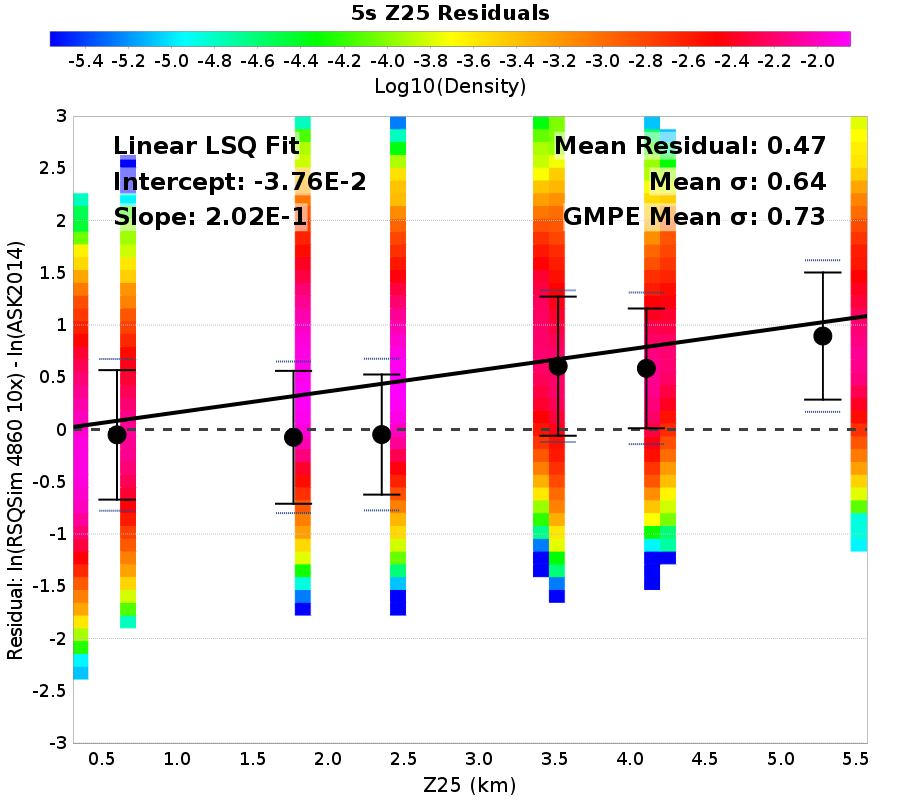 5s Z25 Residuals
-5.4 -5.2 -5.0 -4.8 -4.6 -4.4 -4.2 -4.0 -3.8 -3.6 -3.4 -3.2 -3.0 -2.8 -2.6 -2.4 -2.2 -2.0
Log10(Density)
Linear LSQ Fit
Intercept: -3.76E-2
Slope: 2.02E-1
Mean Residual: 0.47
Mean σ: 0.64
GMPE Mean σ: 0.73
Residual: ln(RSQSim 4860 10x) - ln(ASK2014)
3
2.5
2
1.5
1
0.5
0
-0.5
-1
-1.5
-2
-2.5
-3
0.5 1.0 1.5 2.0 2.5 3.0 3.5 4.0 4.5 5.0 5.5
Z25 (km)